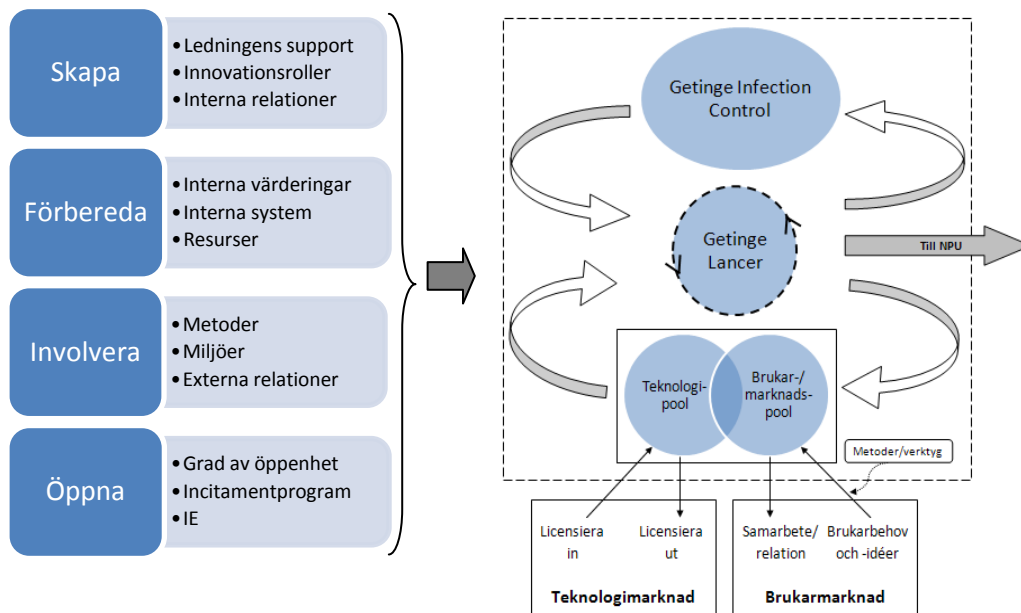 Skapa
• Ledningens support
• Innovationsroller
• Interna relationer
Förbereda
• Interna värderingar
• Interna system
• Resurser
Involvera
• Metoder
• Miljöer
• Externa relationer
Öppna
• Grad av öppenhet
• Incitamentprogram
• IE
Getinge Infection
Control
Getinge
Lancer
Till NPU
Teknologi-
pool
Brukar-/
marknads-
pool
Metoder/verktyg
Licensiera
in
Licensiera
ut
Teknologimarknad
Samarbete/
relation
Brukarbehov
och -idéer
Brukarmarknad